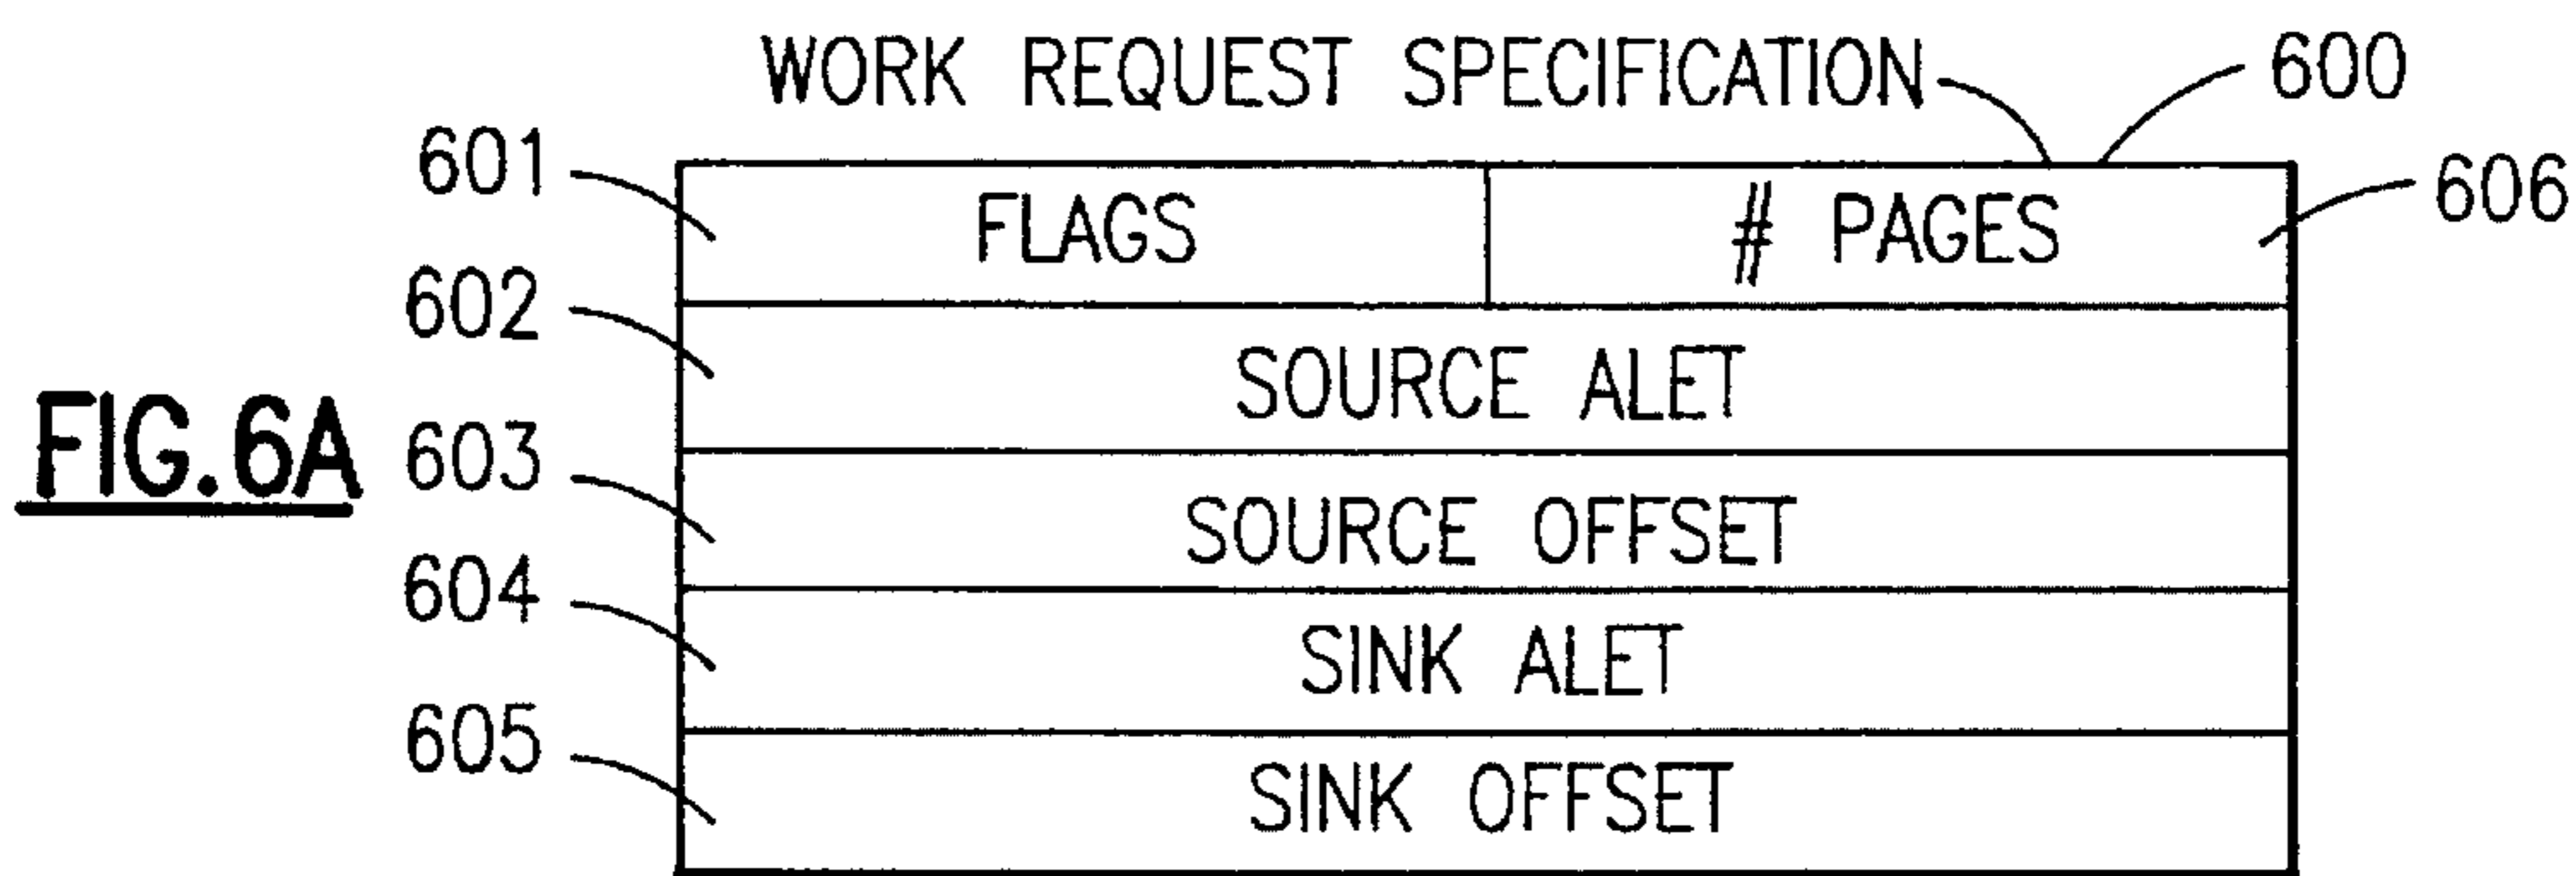 WORK REQUEST SPECIFICATION 600
601 FLAGS # PAGES 606
602 SOURCE ALET
FIG.6A 603 SOURCE OFFSET
604 SINK ALET
605 SINK OFFSET